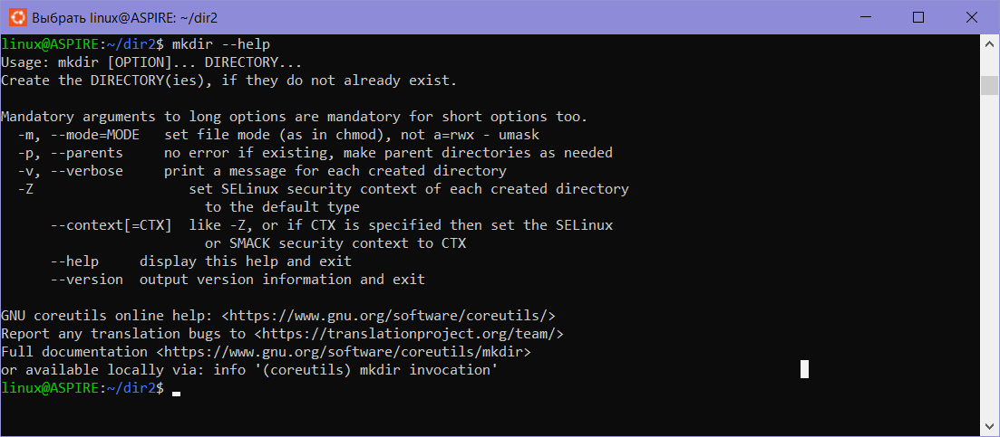 Выбрать linux@ASPIRE: ~/dir2
linux@ASPIRE:~/dir2$ mkdir --help
Usage: mkdir [OPTION]... DIRECTORY...
Create the DIRECTORY(ies), if they do not already exist.

Mandatory arguments to long options are mandatory for short options too.
  -m, --mode=MODE   set file mode (as in chmod), not a=rwx - umask
  -p, --parents     no error if existing, make parent directories as needed
  -v, --verbose     print a message for each created directory
  -Z                   set SELinux security context of each created directory
                         to the default type
      --context[=CTX]  like -Z, or if CTX is specified then set the SELinux
                         or SMACK security context to CTX
      --help     display this help and exit
      --version  output version information and exit

GNU coreutils online help: <https://www.gnu.org/software/coreutils/>
Report any translation bugs to <https://translationproject.org/team/>
Full documentation <https://www.gnu.org/software/coreutils/mkdir>
or available locally via: info '(coreutils) mkdir invocation'
linux@ASPIRE:~/dir2$